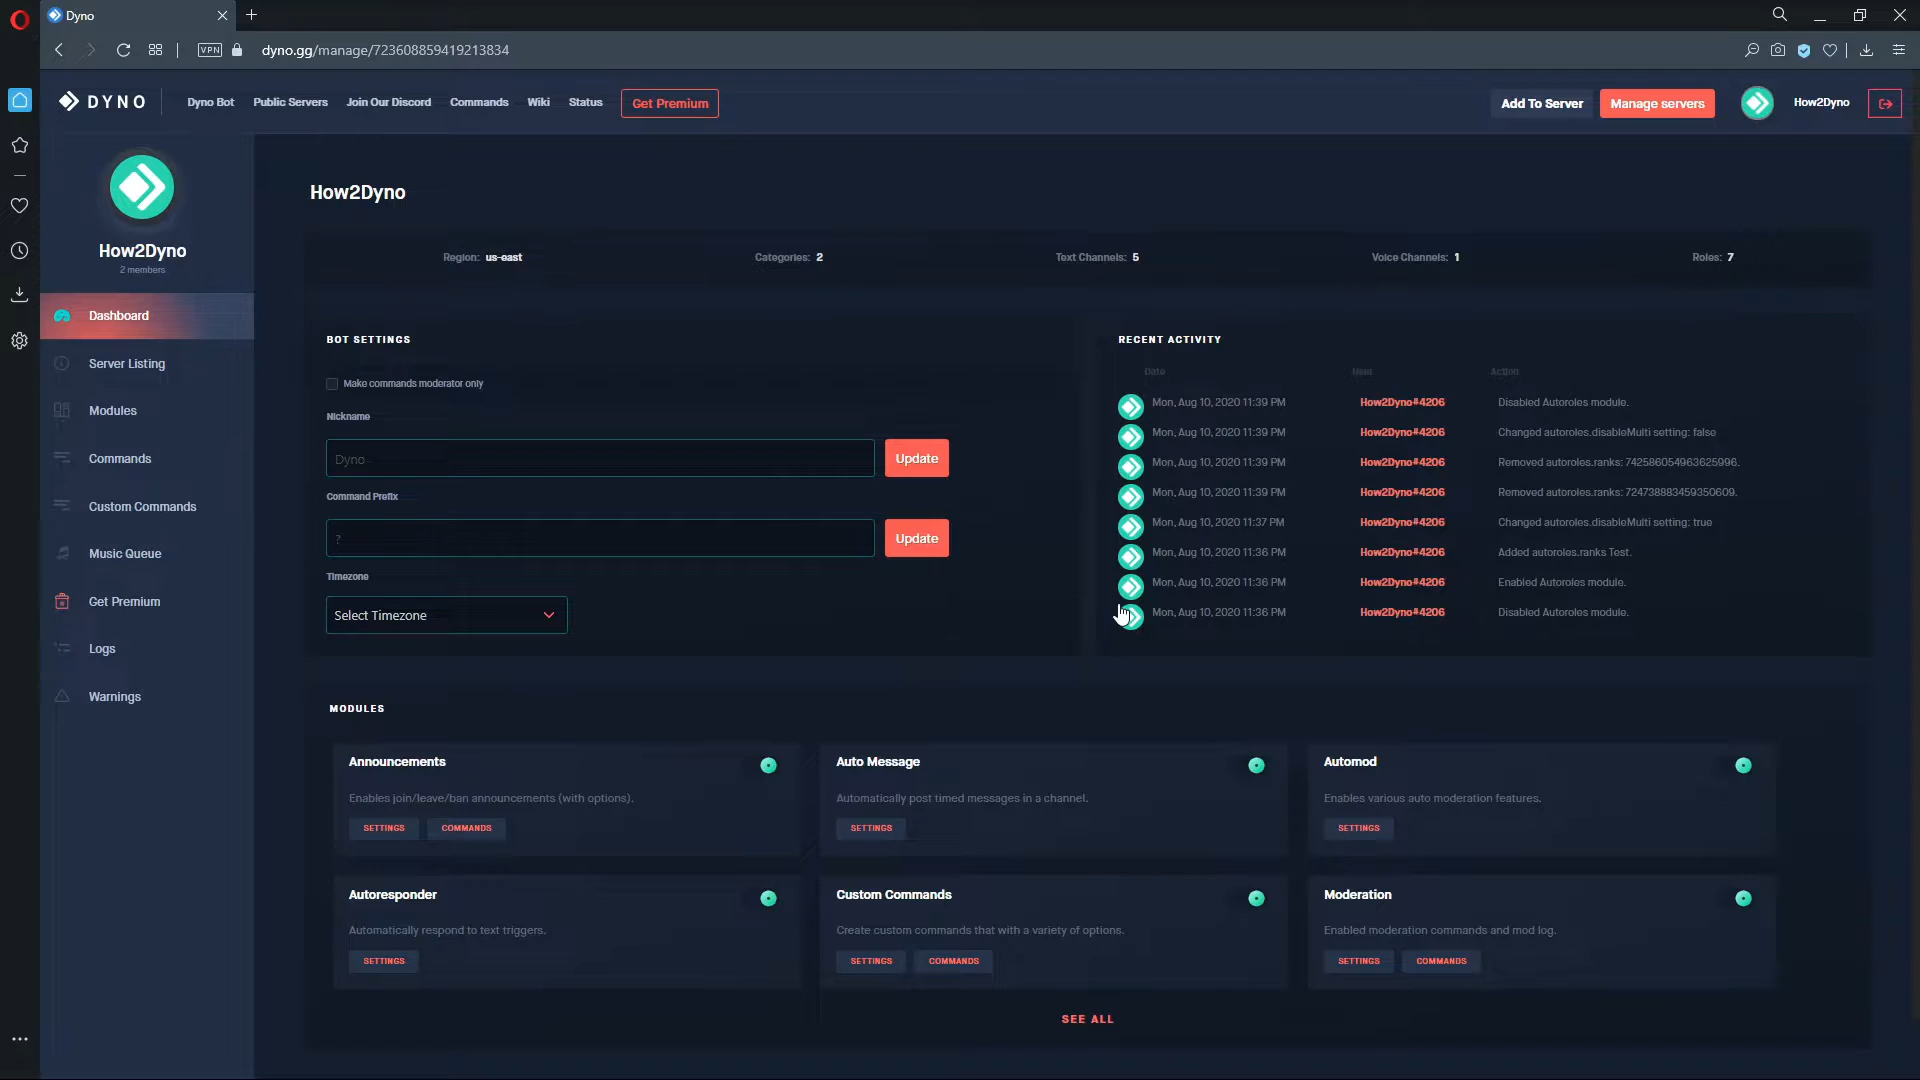 Dyno
VPN dyno.gg/manage/723608859419213834
DYNO Dyno Bot Public Servers Join Our Discord Commands Wiki Status Get Premium Add To Server Manage servers How2Dyno
How2Dyno
2 members
Dashboard
Server Listing
Modules
Commands
Custom Commands
Music Queue
Get Premium
Logs
Warnings
How2Dyno
Region: us-east Categories: 2 Text Channels: 5 Voice Channels: 1 Roles: 7
BOT SETTINGS
Make commands moderator only
Nickname
Dyno
Update
Command Prefix
?
Update
Timezone
Select Timezone
RECENT ACTIVITY
Date User Action
Mon, Aug 10, 2020 11:39 PM How2Dyno#4206 Disabled Autoroles module.
Mon, Aug 10, 2020 11:39 PM How2Dyno#4206 Changed autoroles.disableMulti setting: false
Mon, Aug 10, 2020 11:39 PM How2Dyno#4206 Removed autoroles.ranks: 742586054963625996.
Mon, Aug 10, 2020 11:39 PM How2Dyno#4206 Removed autoroles.ranks: 724738883459350609.
Mon, Aug 10, 2020 11:37 PM How2Dyno#4206 Changed autoroles.disableMulti setting: true
Mon, Aug 10, 2020 11:36 PM How2Dyno#4206 Added autoroles.ranks Test.
Mon, Aug 10, 2020 11:36 PM How2Dyno#4206 Enabled Autoroles module.
Mon, Aug 10, 2020 11:36 PM How2Dyno#4206 Disabled Autoroles module.
MODULES
Announcements
Enables join/leave/ban announcements (with options).
SETTINGS COMMANDS
Auto Message
Automatically post timed messages in a channel.
SETTINGS
Automod
Enables various auto moderation features.
SETTINGS
Autoresponder
Automatically respond to text triggers.
SETTINGS
Custom Commands
Create custom commands that with a variety of options.
SETTINGS COMMANDS
Moderation
Enabled moderation commands and mod log.
SETTINGS COMMANDS
SEE ALL